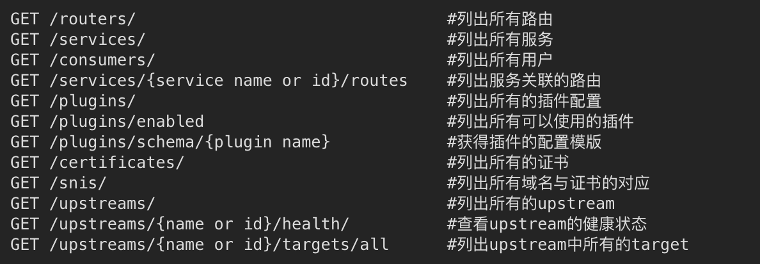 GET /routers/ #列出所有路由
GET /services/ #列出所有服务
GET /consumers/ #列出所有用户
GET /services/{service name or id}/routes #列出服务关联的路由
GET /plugins/ #列出所有的插件配置
GET /plugins/enabled #列出所有可以使用的插件
GET /plugins/schema/{plugin name} #获得插件的配置模版
GET /certificates/ #列出所有的证书
GET /snis/ #列出所有域名与证书的对应
GET /upstreams/ #列出所有的upstream
GET /upstreams/{name or id}/health/ #查看upstream的健康状态
GET /upstreams/{name or id}/targets/all #列出upstream中所有的target